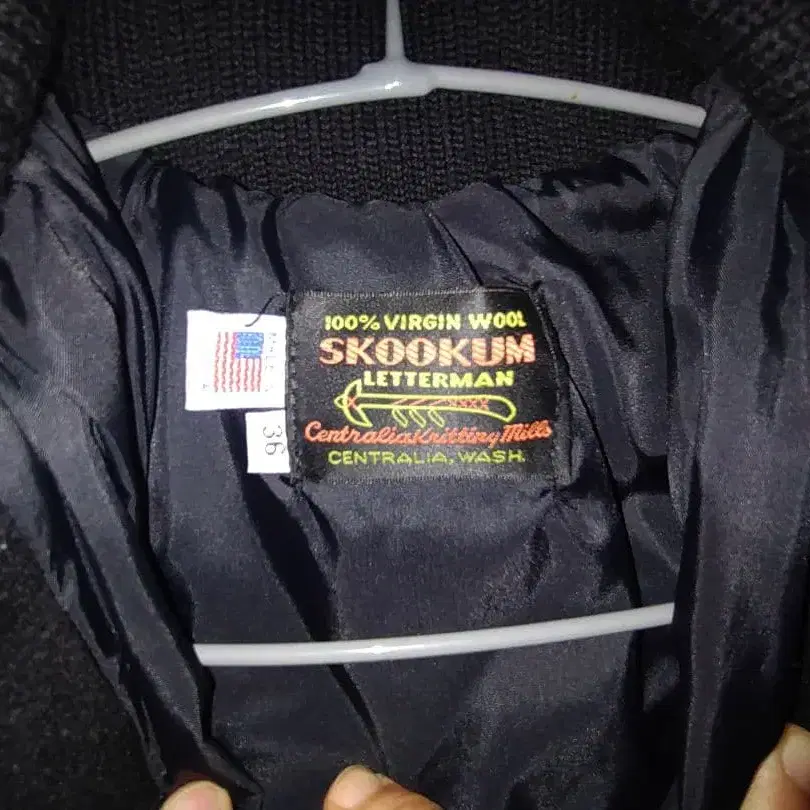 100% VIRGIN WOOL
SKOOKUM
LETTERMAN
Centralia Knitting Mills
CENTRALIA, WASH.
36